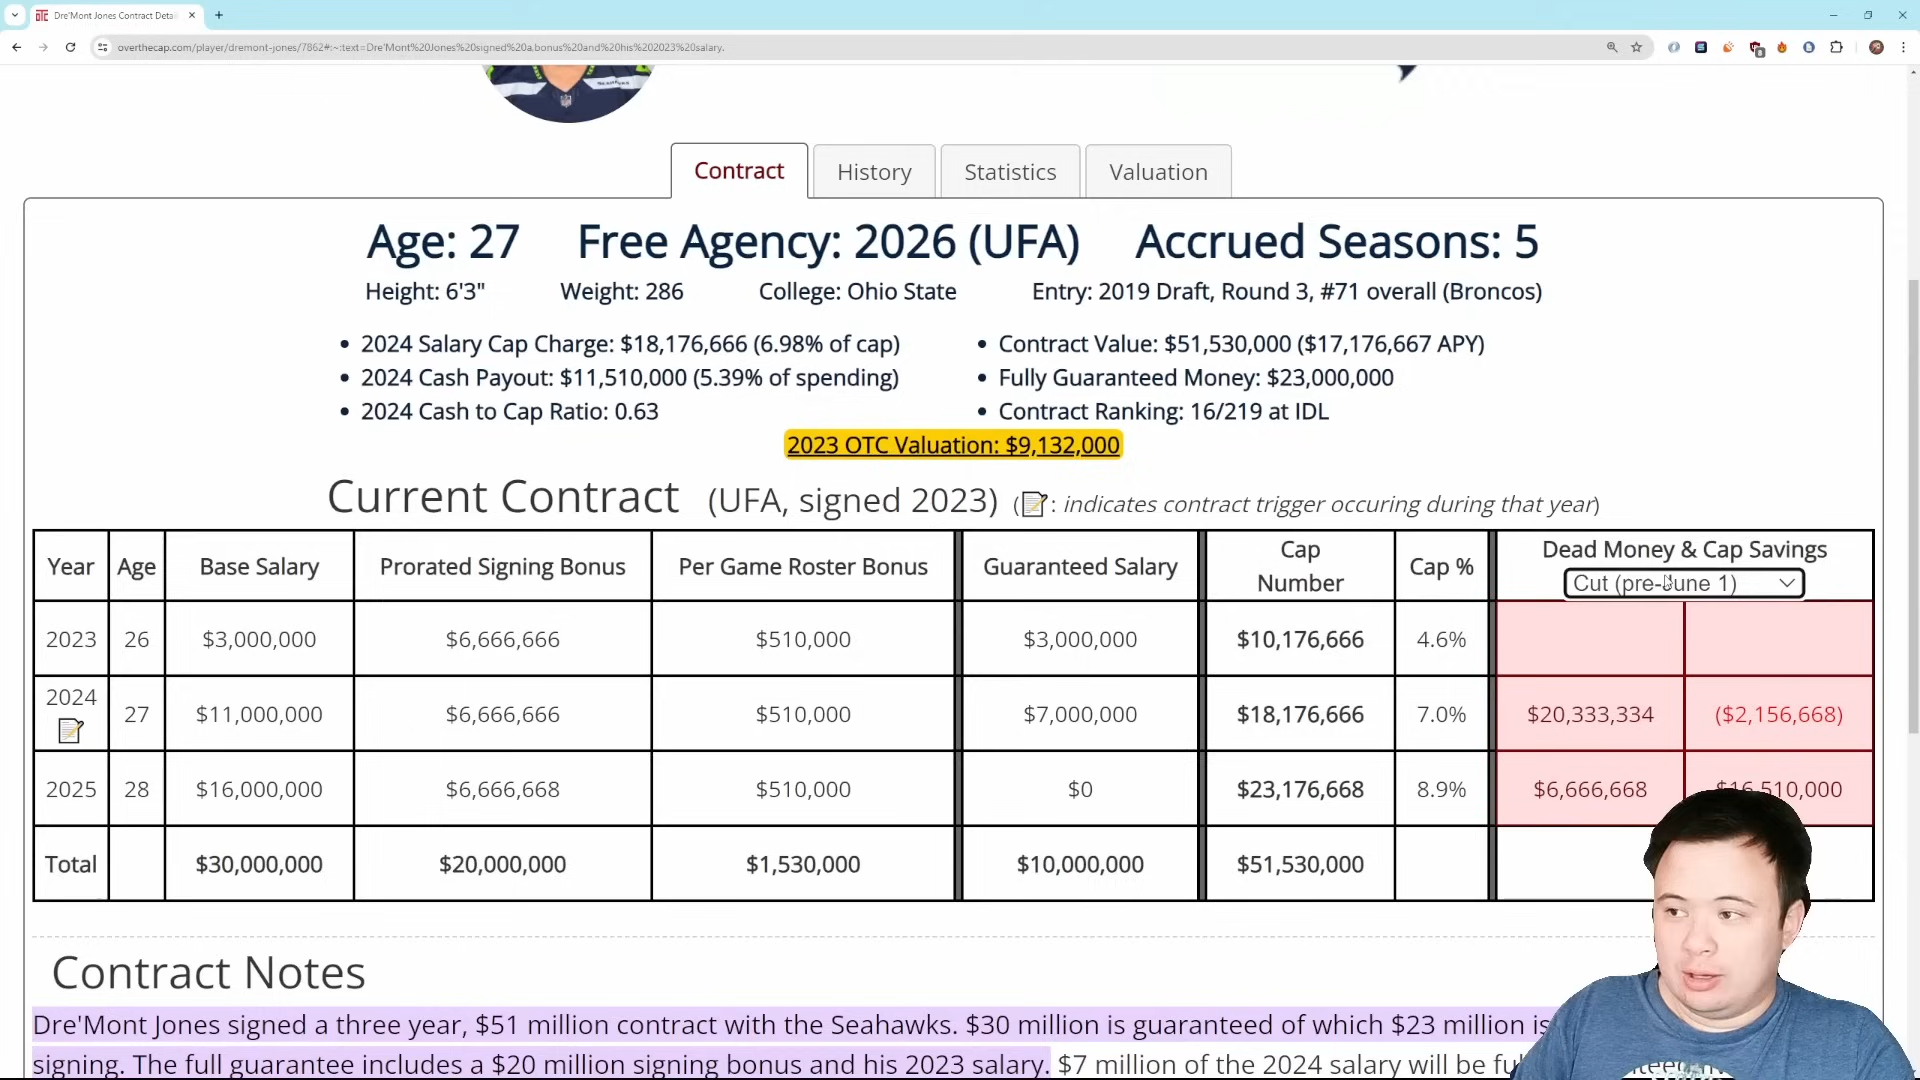 Dre'Mont Jones Contract Deta
overthecap.com/player/dremont-jones/7862#:~:text=Dre'Mont%20Jones%20signed%20a,bonus%20and%20his%202023%20salary.
Contract History Statistics Valuation
Age: 27 Free Agency: 2026 (UFA) Accrued Seasons: 5
Height: 6'3" Weight: 286 College: Ohio State Entry: 2019 Draft, Round 3, #71 overall (Broncos)
• 2024 Salary Cap Charge: $18,176,666 (6.98% of cap)
• 2024 Cash Payout: $11,510,000 (5.39% of spending)
• 2024 Cash to Cap Ratio: 0.63
• Contract Value: $51,530,000 ($17,176,667 APY)
• Fully Guaranteed Money: $23,000,000
• Contract Ranking: 16/219 at IDL
2023 OTC Valuation: $9,132,000
Current Contract (UFA, signed 2023) (📝: indicates contract trigger occuring during that year)
Year Age Base Salary Prorated Signing Bonus Per Game Roster Bonus Guaranteed Salary Cap Number Cap % Dead Money & Cap Savings
Cut (pre-June 1)
2023 26 $3,000,000 $6,666,666 $510,000 $3,000,000 $10,176,666 4.6%
2024 27 $11,000,000 $6,666,666 $510,000 $7,000,000 $18,176,666 7.0% $20,333,334 ($2,156,668)
2025 28 $16,000,000 $6,666,668 $510,000 $0 $23,176,668 8.9% $6,666,668 $16,510,000
Total $30,000,000 $20,000,000 $1,530,000 $10,000,000 $51,530,000
Contract Notes
Dre'Mont Jones signed a three year, $51 million contract with the Seahawks. $30 million is guaranteed of which $23 million is
signing. The full guarantee includes a $20 million signing bonus and his 2023 salary. $7 million of the 2024 salary will be